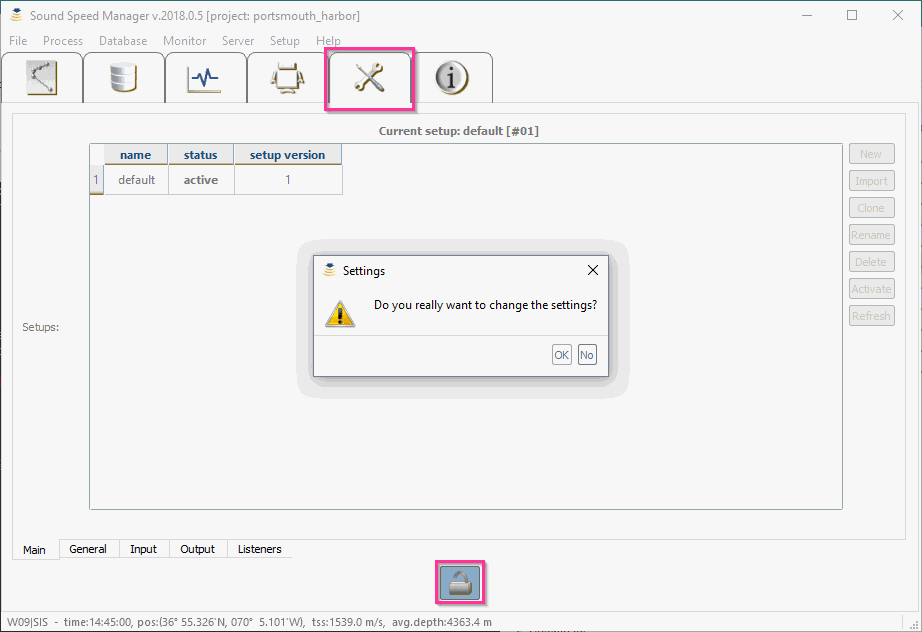 Sound Speed Manager v.2018.0.5 [project: portsmouth_harbor]
File Process Database Monitor Server Setup Help
Current setup: default [#01]
name status setup version
1 default active 1
New
Import
Clone
Rename
Delete
Activate
Refresh
Settings
Do you really want to change the settings?
OK No
Setups:
Main General Input Output Listeners
W09|SIS - time:14:45:00, pos:(36° 55.326'N, 070° 5.101'W), tss:1539.0 m/s, avg.depth:4363.4 m